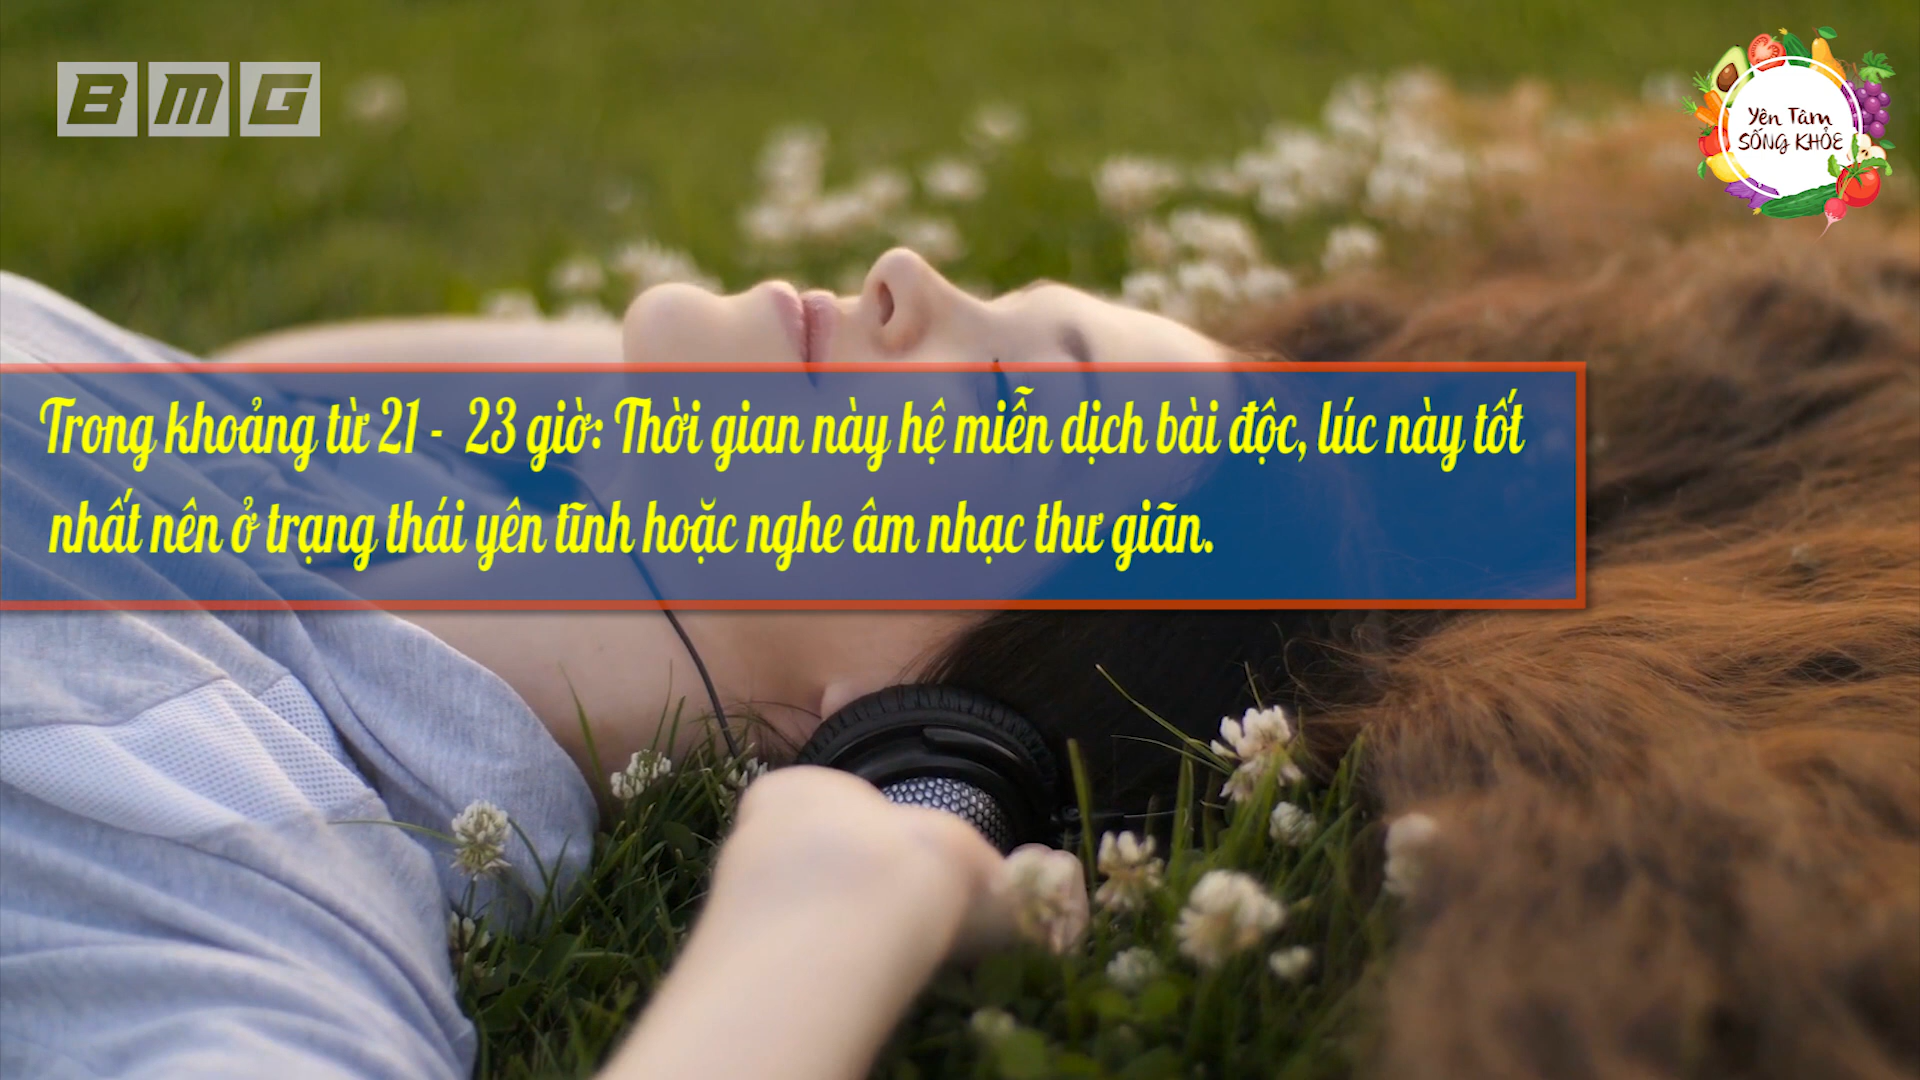 BMG
Yên Tâm
SỐNG KHỎE
Trong khoảng từ 21 - 23 giờ: Thời gian này hệ miễn dịch bài độc, lúc này tốt
nhất nên ở trạng thái yên tĩnh hoặc nghe âm nhạc thư giãn.